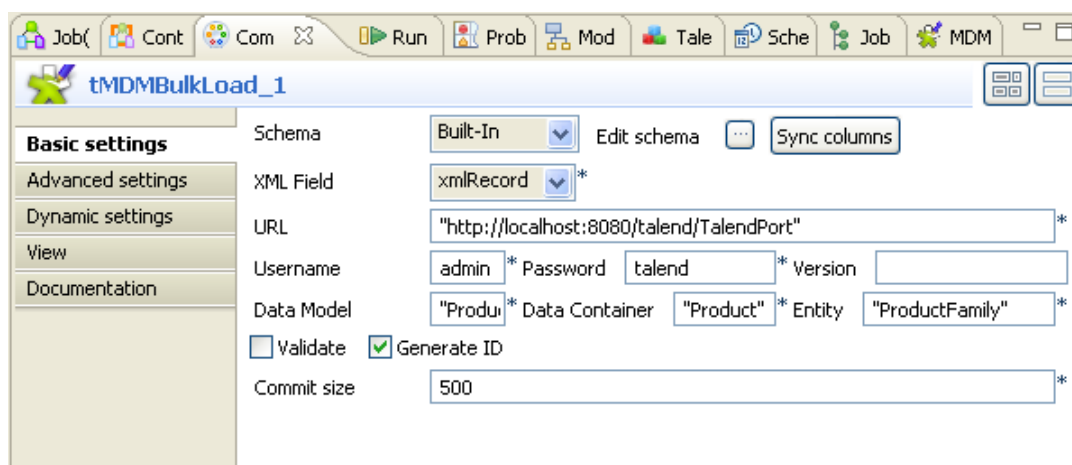 Job( Cont Com Run Prob Mod Tale Sche Job MDM
tMDMBulkLoad_1
Basic settings
Advanced settings
Dynamic settings
View
Documentation
Schema Built-In Edit schema ... Sync columns
XML Field xmlRecord *
URL "http://localhost:8080/talend/TalendPort" *
Username admin * Password talend * Version
Data Model "Produ * Data Container "Product" * Entity "ProductFamily" *
Validate Generate ID
Commit size 500 *